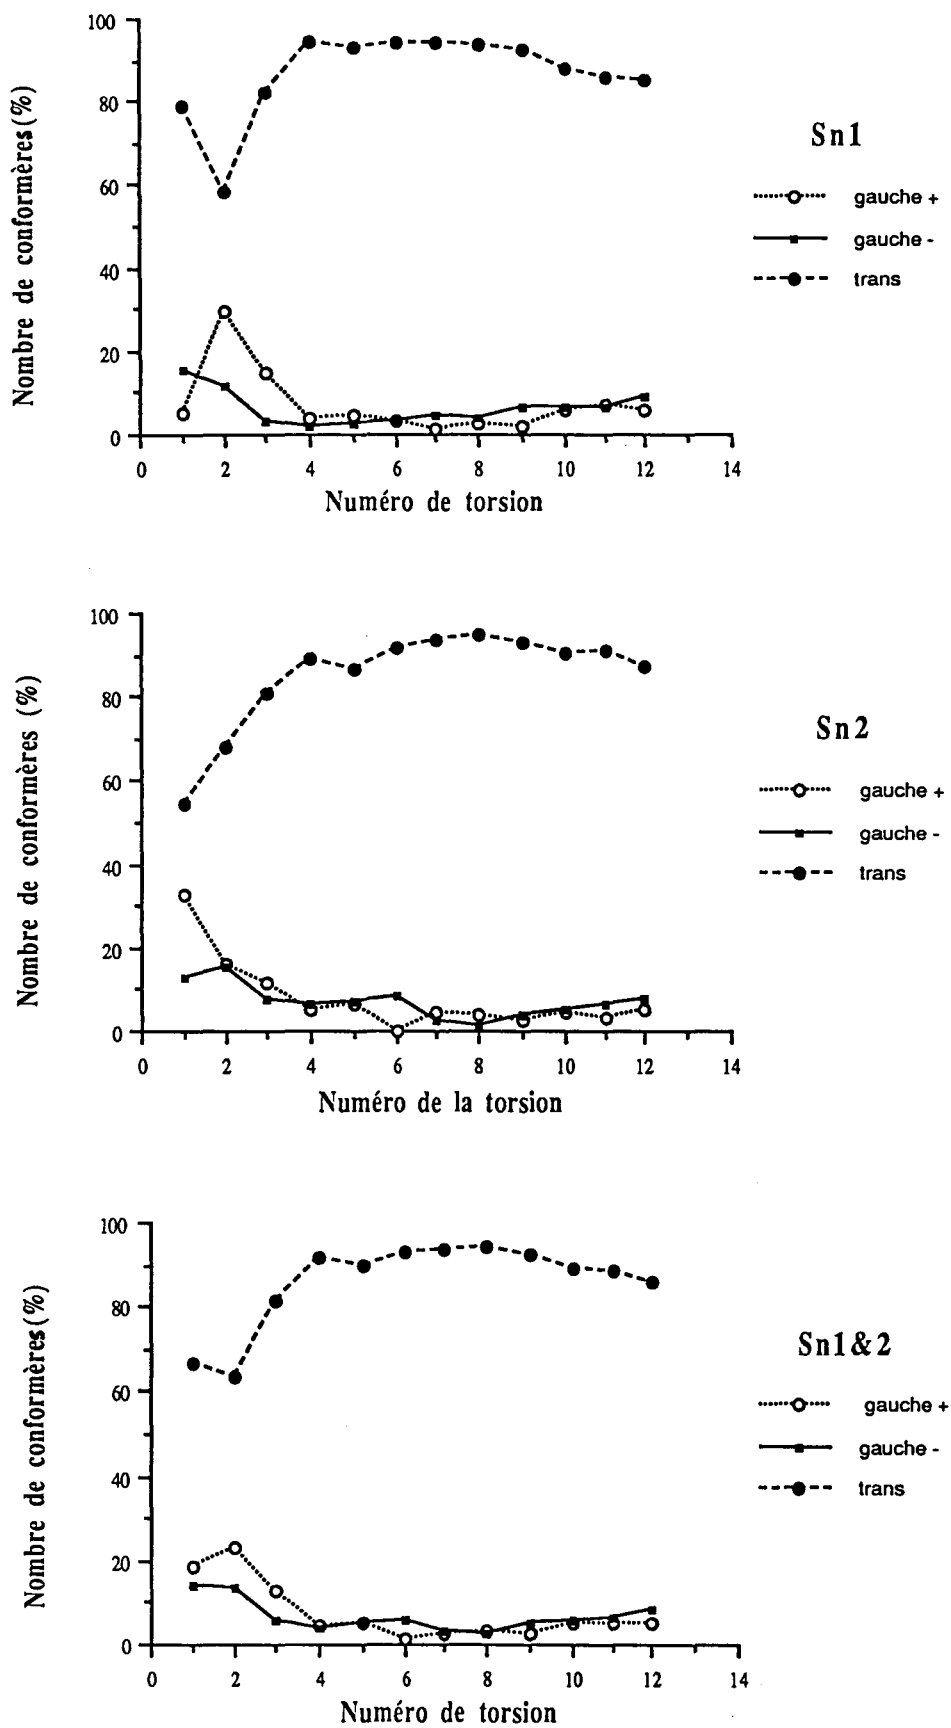 Nombre de conformères (%)
100
80
60
40
20
0
0 2 4 6 8 10 12 14
Numéro de torsion
Sn1
gauche +
gauche -
trans
Nombre de conformères (%)
100
80
60
40
20
0
0 2 4 6 8 10 12 14
Numéro de la torsion
Sn2
gauche +
gauche -
trans
Nombre de conformères (%)
100
80
60
40
20
0
0 2 4 6 8 10 12 14
Numéro de torsion
Sn1&2
gauche +
gauche -
trans